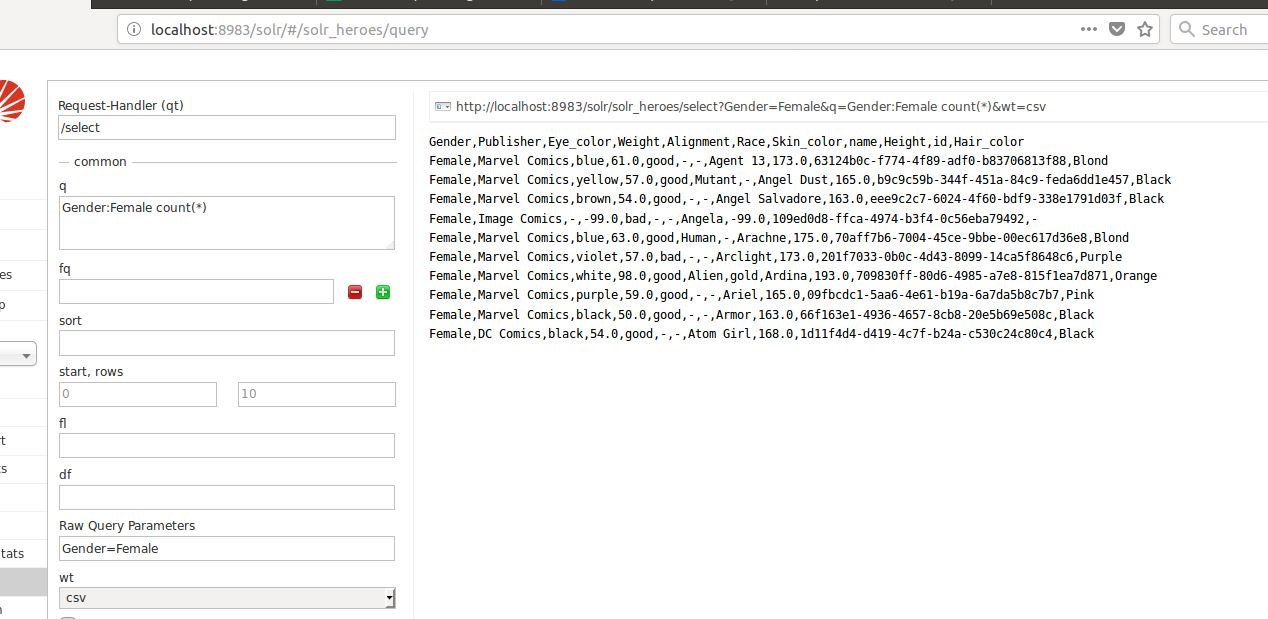 localhost:8983/solr/#/solr_heroes/query
Search
Request-Handler (qt)
/select
common
q
Gender:Female count(*)
fq
sort
start, rows
0
10
fl
df
Raw Query Parameters
Gender=Female
wt
csv
es
p
t
ts
tats
http://localhost:8983/solr/solr_heroes/select?Gender=Female&q=Gender:Female count(*)&wt=csv
Gender,Publisher,Eye_color,Weight,Alignment,Race,Skin_color,name,Height,id,Hair_color
Female,Marvel Comics,blue,61.0,good,-,-,Agent 13,173.0,63124b0c-f774-4f89-adf0-b83706813f88,Blond
Female,Marvel Comics,yellow,57.0,good,Mutant,-,Angel Dust,165.0,b9c9c59b-344f-451a-84c9-feda6dd1e457,Black
Female,Marvel Comics,brown,54.0,good,-,-,Angel Salvadore,163.0,eee9c2c7-6024-4f60-bdf9-338e1791d03f,Black
Female,Image Comics,-,-99.0,bad,-,-,Angela,-99.0,109ed0d8-ffca-4974-b3f4-0c56eba79492,-
Female,Marvel Comics,blue,63.0,good,Human,-,Arachne,175.0,70aff7b6-7004-45ce-9bbe-00ec617d36e8,Blond
Female,Marvel Comics,violet,57.0,bad,-,-,Arclight,173.0,201f7033-0b0c-4d43-8099-14ca5f8648c6,Purple
Female,Marvel Comics,white,98.0,good,Alien,gold,Ardina,193.0,709830ff-80d6-4985-a7e8-815f1ea7d871,Orange
Female,Marvel Comics,purple,59.0,good,-,-,Ariel,165.0,09fbcdc1-5aa6-4e61-b19a-6a7da5b8c7b7,Pink
Female,Marvel Comics,black,50.0,good,-,-,Armor,163.0,66f163e1-4936-4657-8cb8-20e5b69e508c,Black
Female,DC Comics,black,54.0,good,-,-,Atom Girl,168.0,1d11f4d4-d419-4c7f-b24a-c530c24c80c4,Black